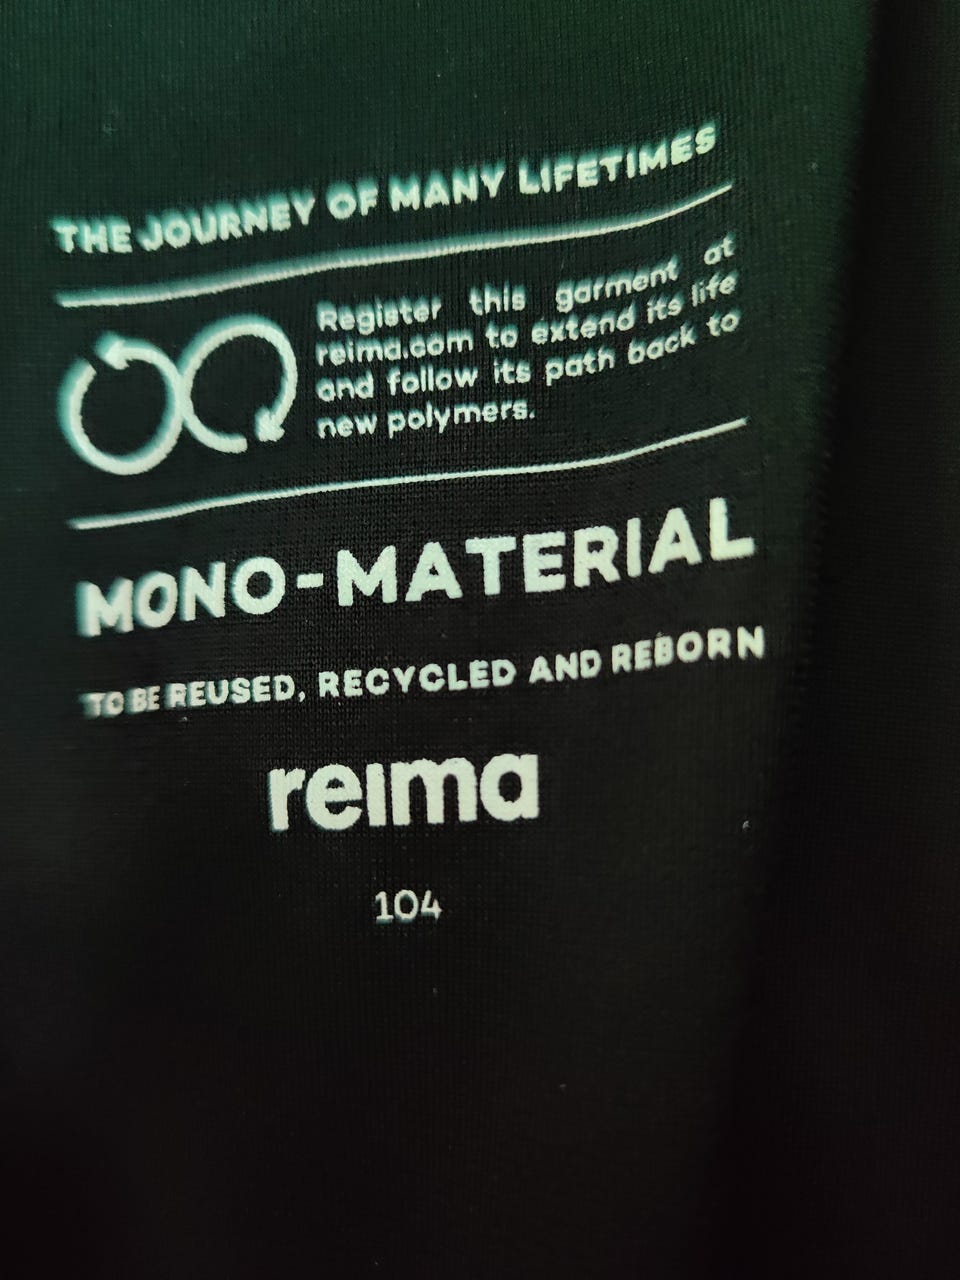 THE JOURNEY OF MANY LIFETIMES
Register this garment at
reima.com to extend its life
and follow its path back to
new polymers.
MONO-MATERIAL
TO BE REUSED, RECYCLED AND REBORN
reima
104